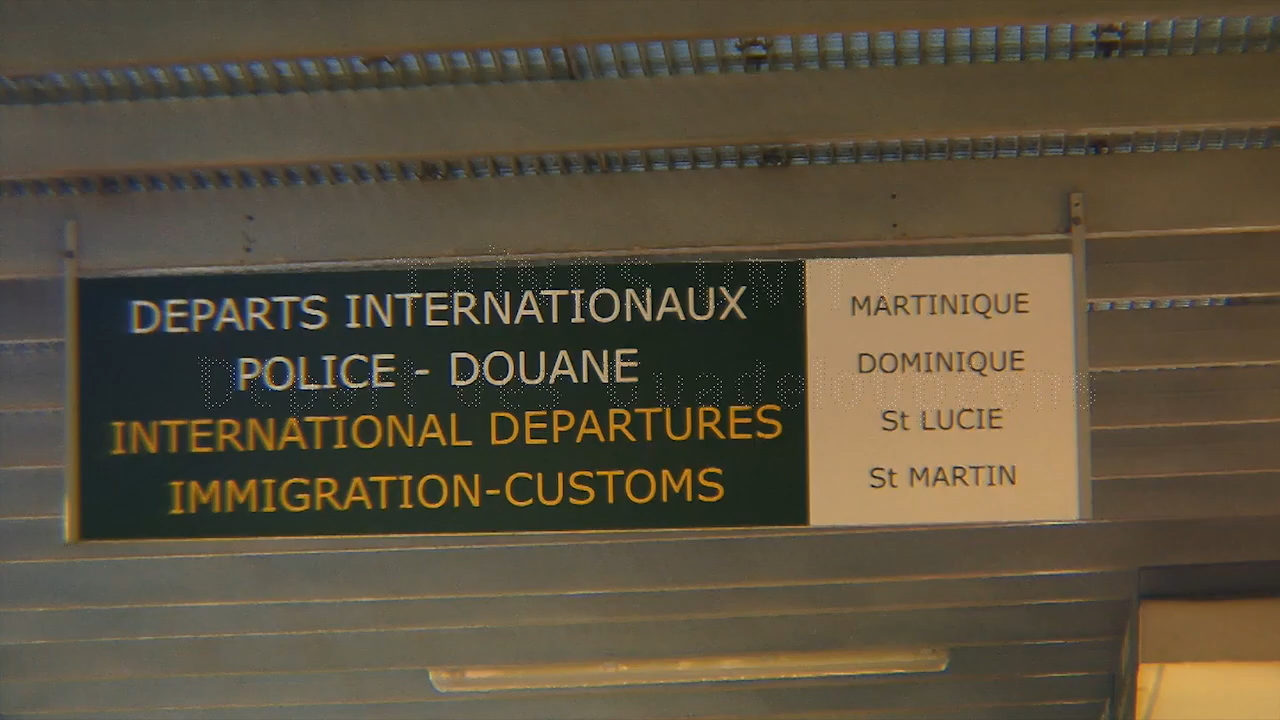 DEPARTS INTERNATIONAUX
POLICE - DOUANE
INTERNATIONAL DEPARTURES
IMMIGRATION-CUSTOMS
MARTINIQUE
DOMINIQUE
St LUCIE
St MARTIN